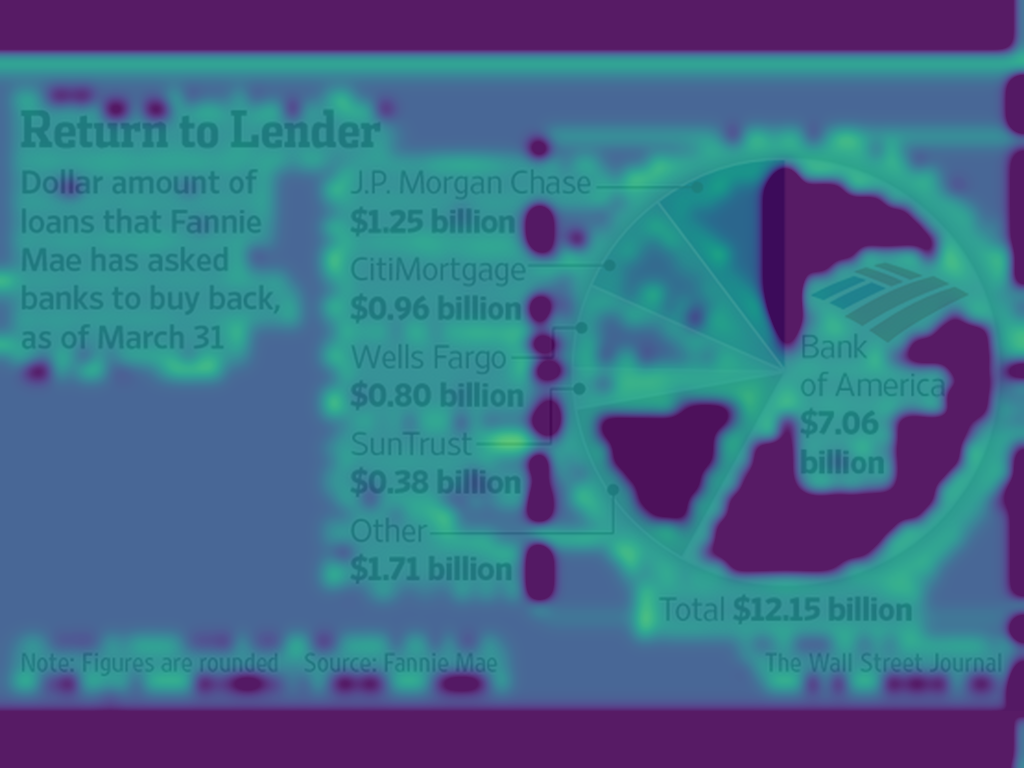 Return to Lender
Dollar amount of
loans that Fannie
Mae has asked
banks to buy back,
as of March 31
J.P. Morgan Chase
$1.25 billion
CitiMortgage
$0.96 billion
Wells Fargo
$0.80 billion
SunTrust
$0.38 billion
Other
$1.71 billion
Bank
of America
$7.06
billion
Total $12.15 billion
Note: Figures are rounded Source: Fannie Mae
The Wall Street Journal